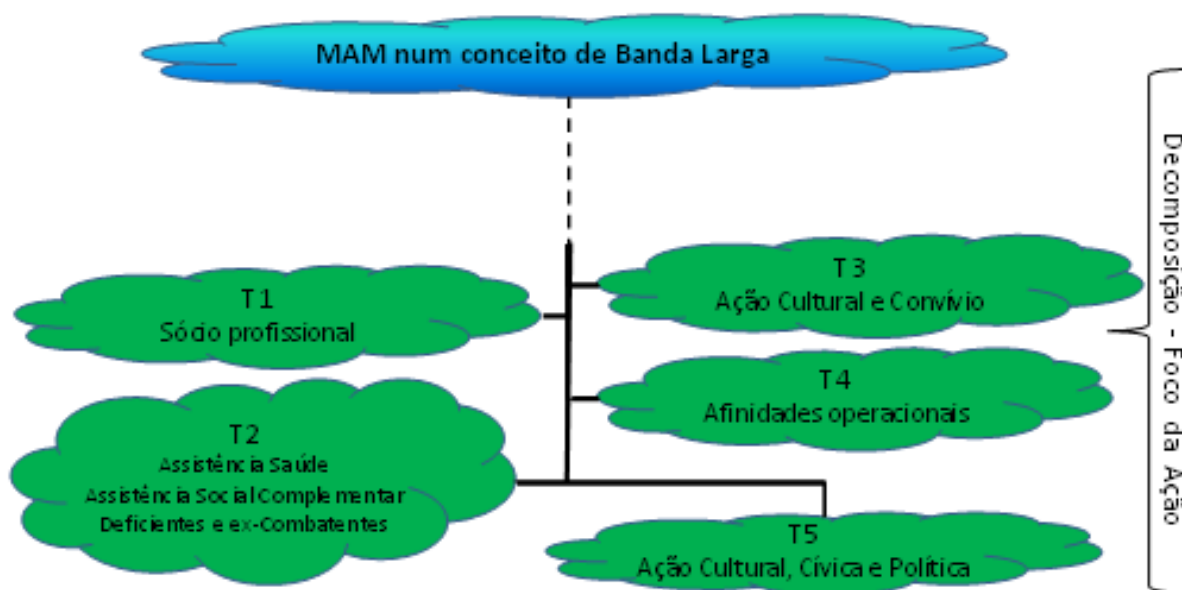 MAM num conceito de Banda Larga
T1
Sócio profissional
T2
Assistência Saúde
Assistência Social Complementar
Deficientes e ex-Combatentes
T3
Ação Cultural e Convívio
T4
Afinidades operacionais
T5
Ação Cultural, Cívica e Política
Decomposição - Foco da Ação